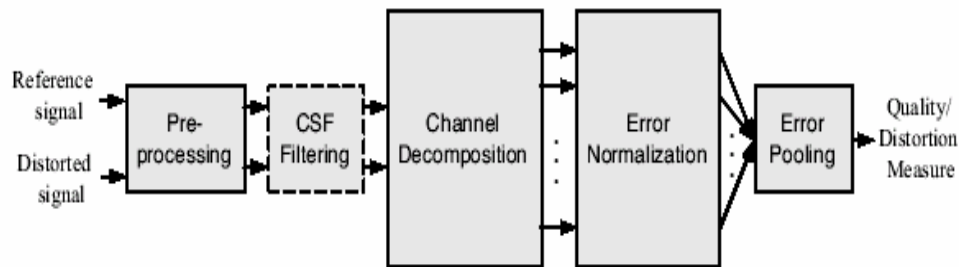 Reference
signal
Distorted
signal
Pre-
processing
CSF
Filtering
Channel
Decomposition
Error
Normalization
Error
Pooling
Quality/
Distortion
Measure